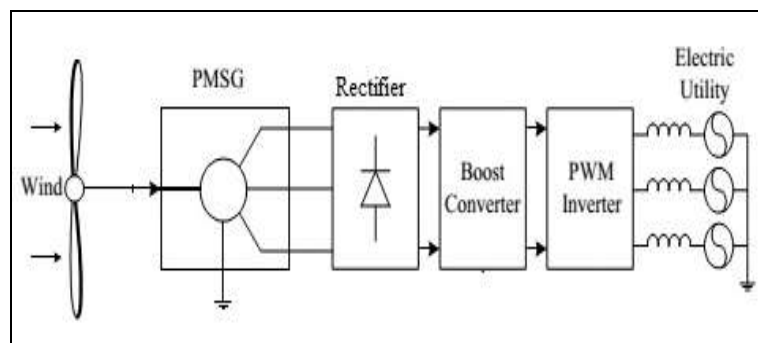 PMSG
Rectifier
Electric
Utility
Wind
Boost
Converter
PWM
Inverter